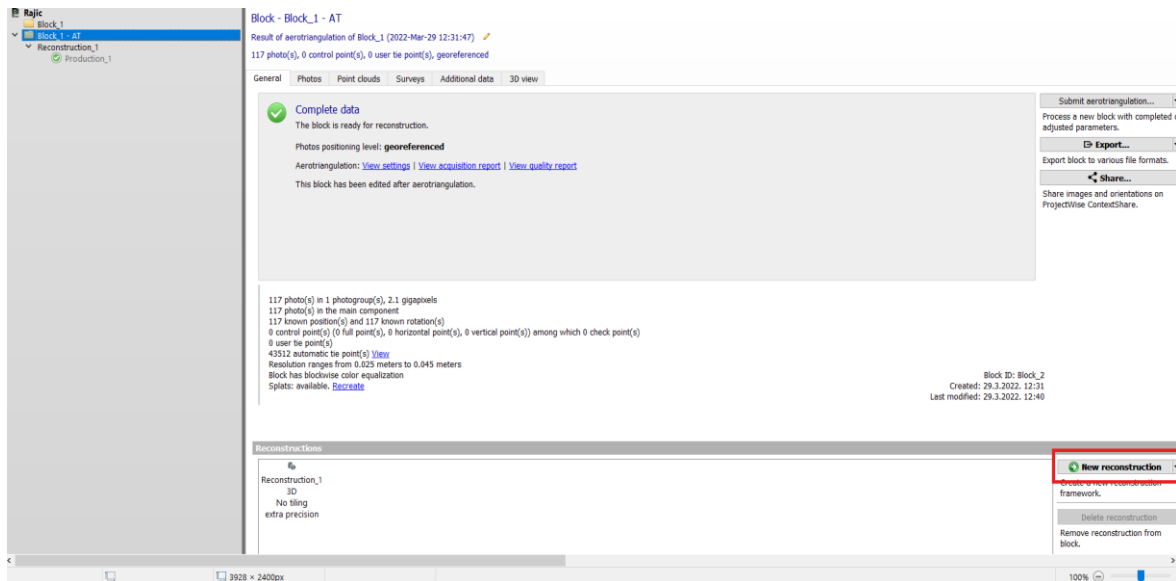 Rajic
Block_1
Block_1 - AT
Reconstruction_1
Production_1
Block - Block_1 - AT
Result of aerotriangulation of Block_1 (2022-Mar-29 12:31:47)
117 photo(s), 0 control point(s), 0 user tie point(s), georeferenced
General Photos Point clouds Surveys Additional data 3D view
Complete data
The block is ready for reconstruction.
Photos positioning level: georeferenced
Aerotriangulation: View settings | View acquisition report | View quality report
This block has been edited after aerotriangulation.
Submit aerotriangulation...
Process a new block with completed
adjusted parameters.
Export...
Export block to various file formats.
Share...
Share images and orientations on
ProjectWise ContextShare.
117 photo(s) in 1 photogroup(s), 2.1 gigapixels
117 photo(s) in the main component
117 known position(s) and 117 known rotation(s)
0 control point(s) (0 full point(s), 0 horizontal point(s), 0 vertical point(s)) among which 0 check point(s)
0 user tie point(s)
43512 automatic tie point(s) View
Resolution ranges from 0.025 meters to 0.045 meters
Block has blockwise color equalization
Splats: available. Recreate
Block ID: Block_2
Created: 29.3.2022. 12:31
Last modified: 29.3.2022. 12:40
Reconstructions
Reconstruction_1
3D
No tiling
extra precision
New reconstruction
Create a new reconstruction
framework.
Delete reconstruction
Remove reconstruction from
block.
3928 × 2400px
100%